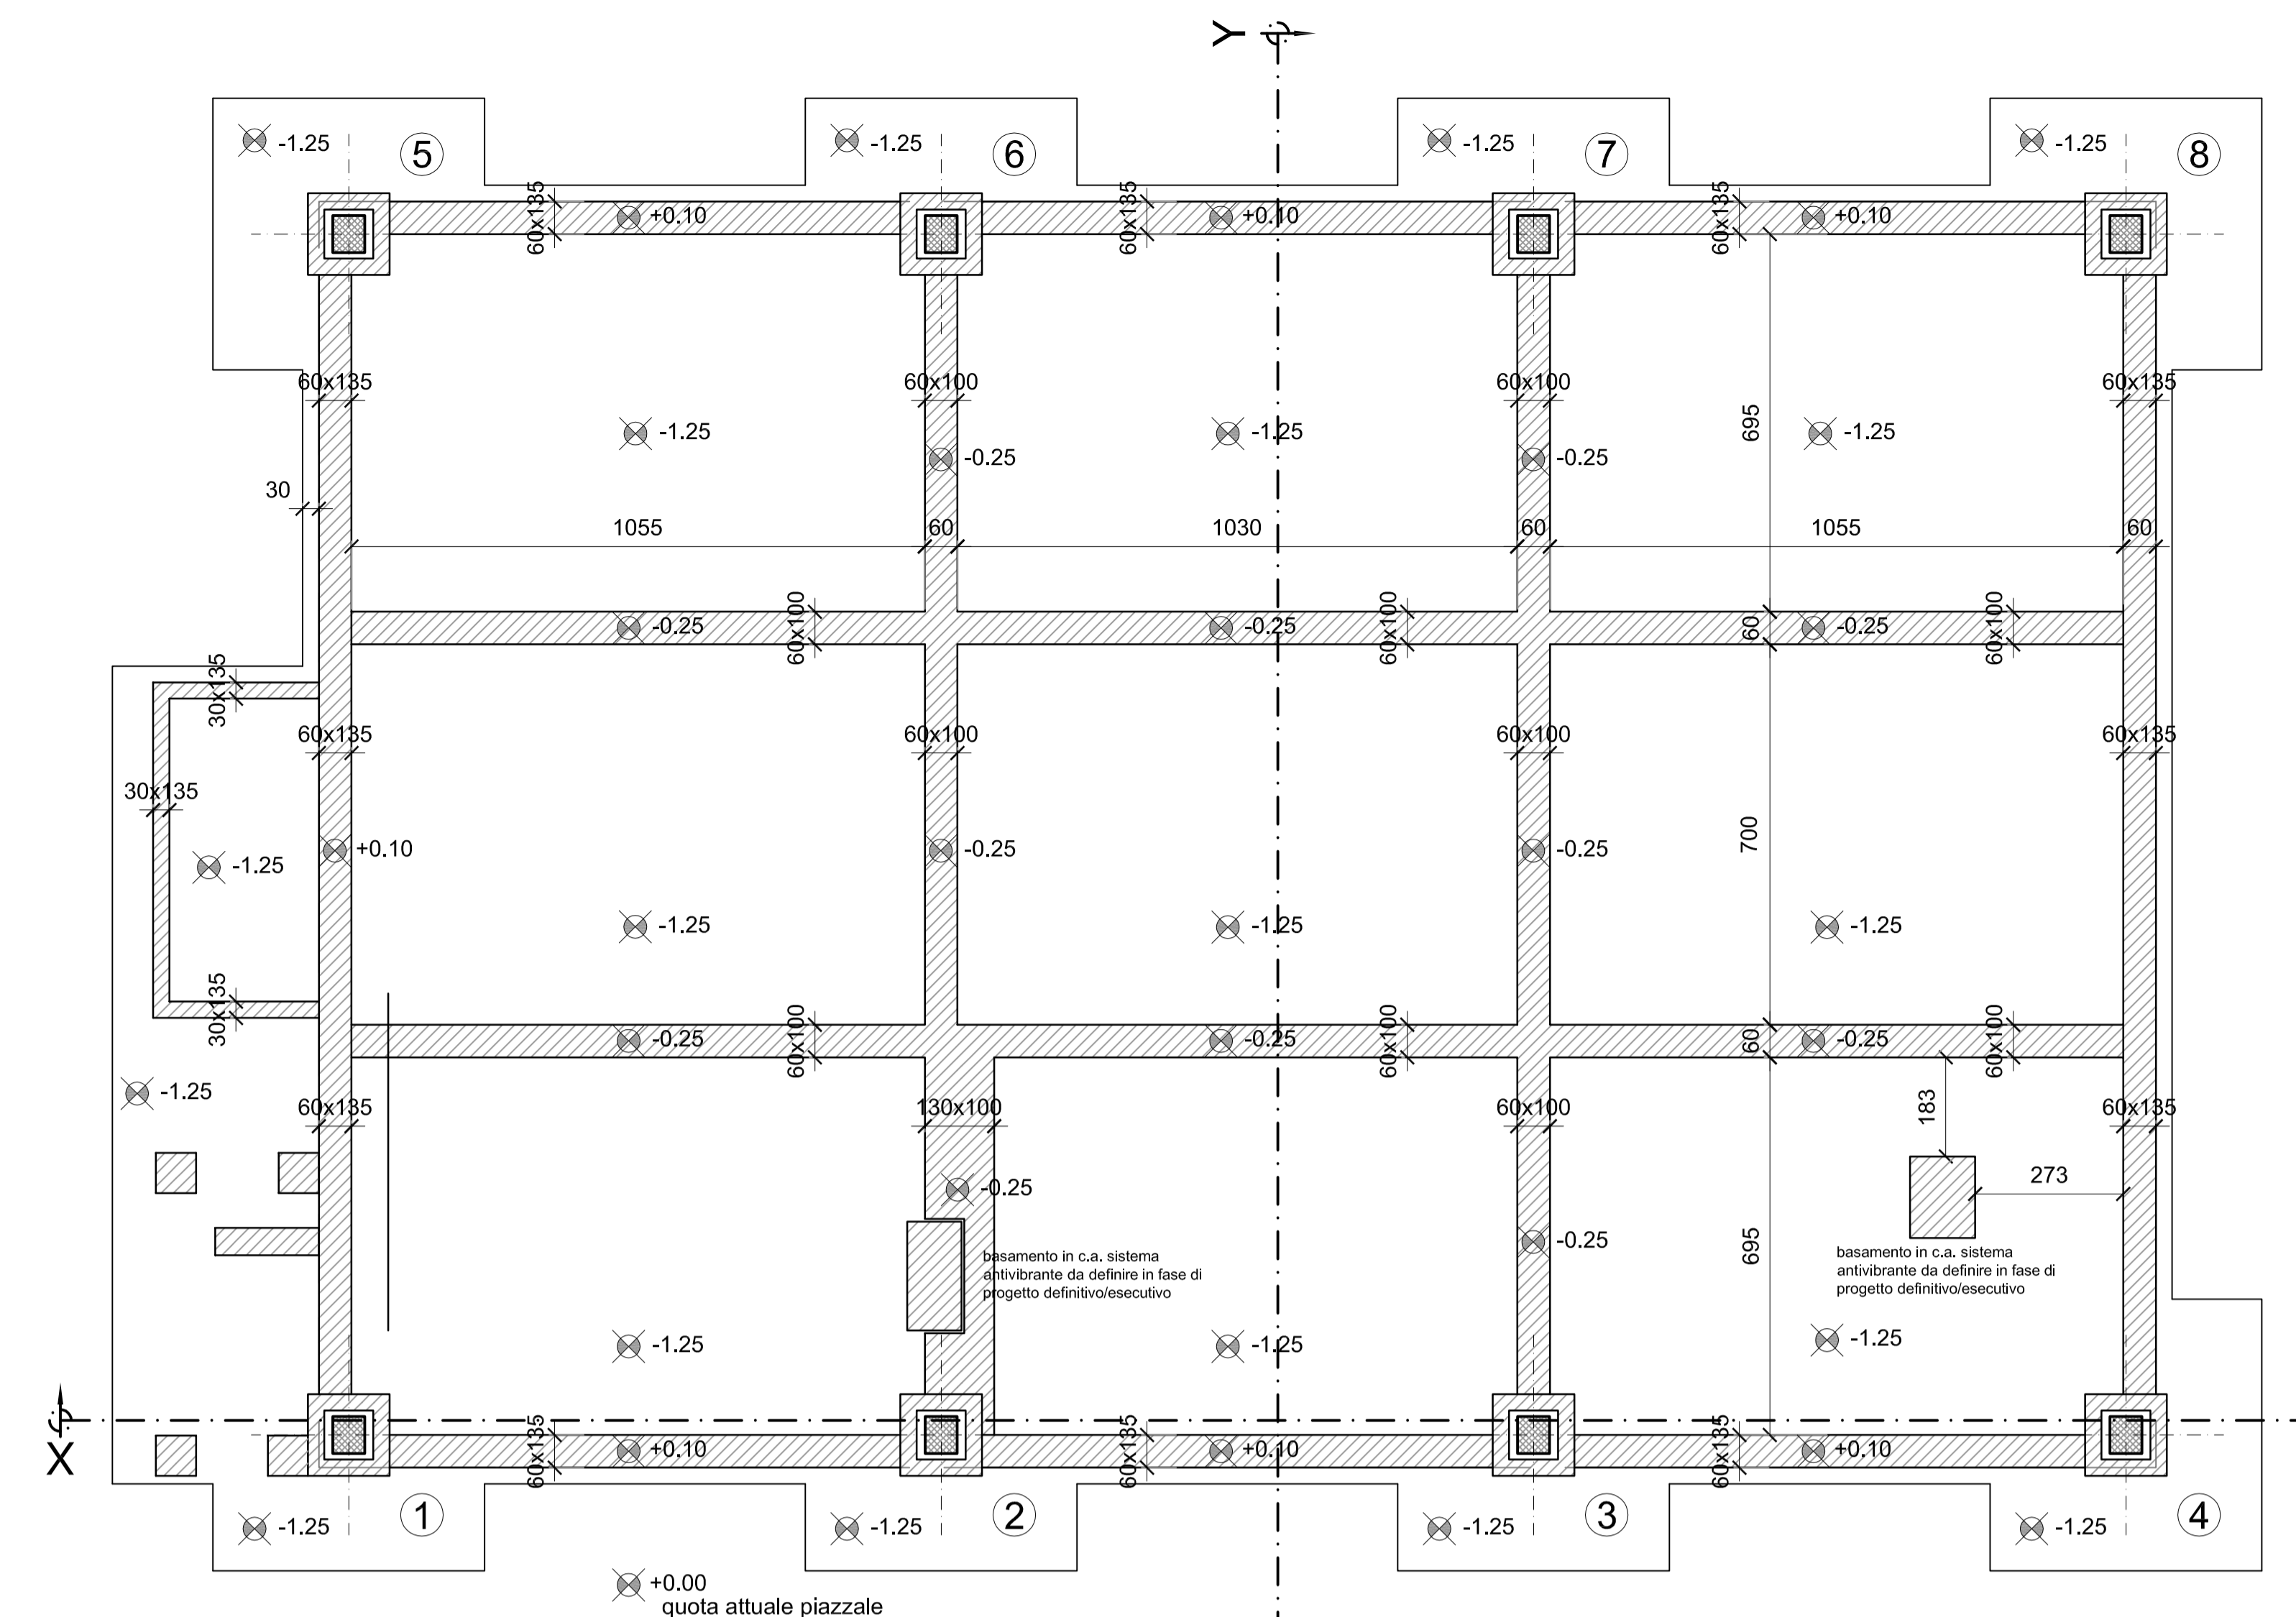 Y
-1.25
5
-1.25
6
-1.25
7
-1.25
8
60x135
+0.10
60x135
+0.10
60x135
+0.10
60x135
60x100
60x100
60x135
695
-1.25
-1.25
-1.25
-0.25
-0.25
30
1055
60
1030
60
1055
60
-0.25
60x100
-0.25
60x100
60
-0.25
60x100
30x135
60x135
60x100
60x100
60x135
30x135
700
+0.10
-0.25
-0.25
-1.25
-1.25
-1.25
-1.25
30x135
-0.25
60x100
-0.25
60x100
60
-0.25
60x100
-1.25
60x135
130x100
60x100
183
60x135
273
-0.25
-0.25
695
basamento in c.a. sistema
antivibrante da definire in fase di
progetto definitivo/esecutivo
basamento in c.a. sistema
antivibrante da definire in fase di
progetto definitivo/esecutivo
-1.25
-1.25
-1.25
X
60x135
+0.10
60x135
+0.10
60x135
+0.10
-1.25
1
-1.25
2
-1.25
3
-1.25
4
+0.00
quota attuale piazzale